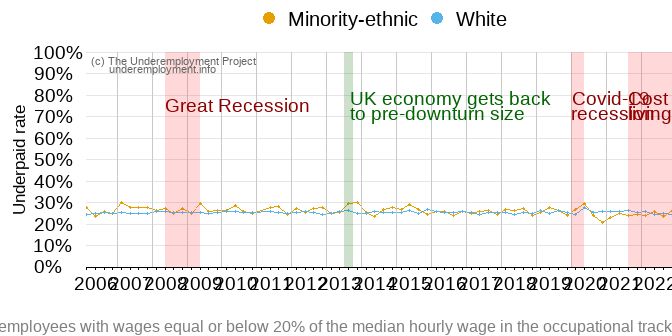 Minority-ethnic White
100%
(c) The Underemployment Project
underemployment.info
90%
80%
70%
60%
50%
40%
30%
20%
10%
0%
Underpaid rate
Great Recession
UK economy gets back
to pre-downturn size
Covid-19
recession
Cost
living
2006 2007 2008 2009 2010 2011 2012 2013 2014 2015 2016 2017 2018 2019 2020 2021 2022
employees with wages equal or below 20% of the median hourly wage in the occupational track